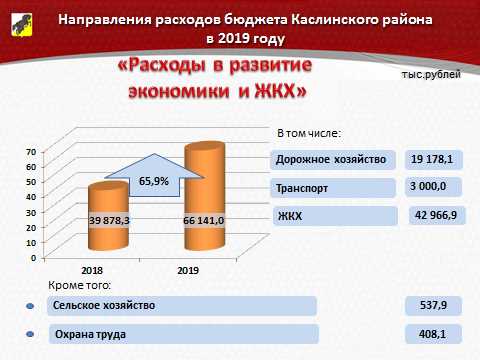 Направления расходов бюджета Каслинского района
в 2019 году
«Расходы в развитие
экономики и ЖКХ»
тыс.рублей
70
60
50
40
30
20
10
0
65,9%
39 878,3
66 141,0
2018
2019
В том числе:
Дорожное хозяйство 19 178,1
Транспорт 3 000,0
ЖКХ 42 966,9
Кроме того:
Сельское хозяйство 537,9
Охрана труда 408,1